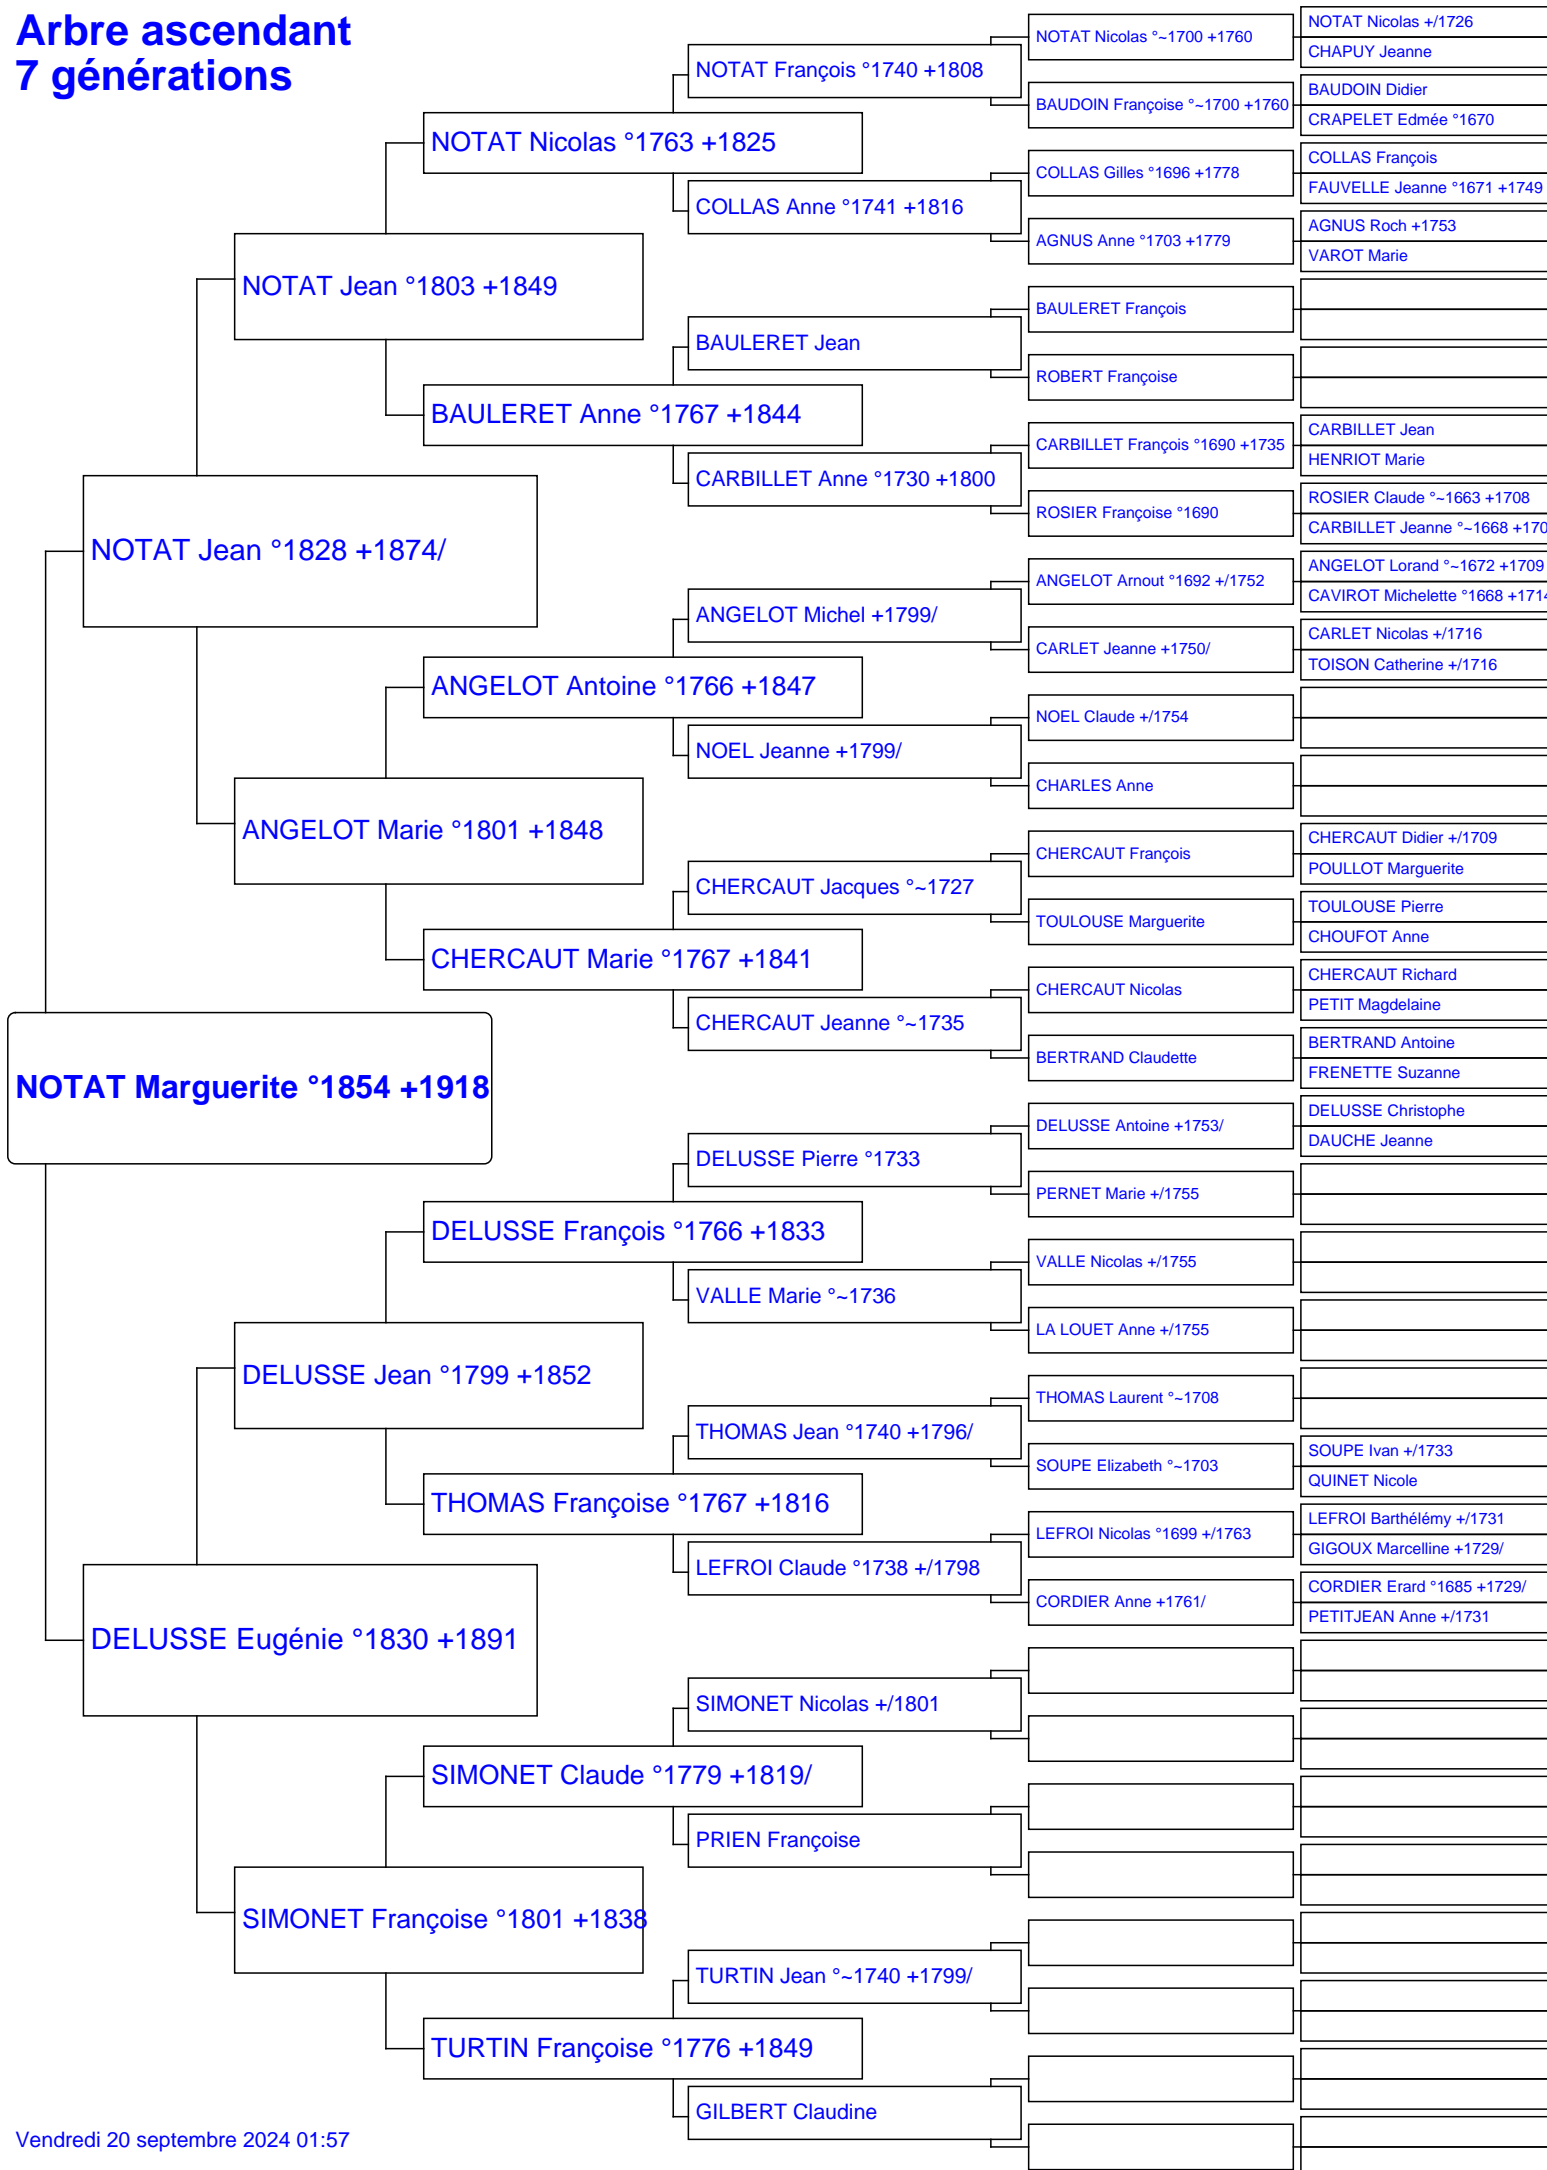 Arbre ascendant
7 générations
NOTAT Marguerite °1854 +1918
NOTAT Jean °1828 +1874/
DELUSSE Eugénie °1830 +1891
NOTAT Jean °1803 +1849
ANGELOT Marie °1801 +1848
DELUSSE Jean °1799 +1852
SIMONET Françoise °1801 +1838
NOTAT Nicolas °1763 +1825
BAULERET Anne °1767 +1844
ANGELOT Antoine °1766 +1847
CHERCAUT Marie °1767 +1841
DELUSSE François °1766 +1833
THOMAS Françoise °1767 +1816
SIMONET Claude °1779 +1819/
TURTIN Françoise °1776 +1849
NOTAT François °1740 +1808
COLLAS Anne °1741 +1816
BAULERET Jean
CARBILLET Anne °1730 +1800
ANGELOT Michel +1799/
NOEL Jeanne +1799/
CHERCAUT Jacques °~1727
CHERCAUT Jeanne °~1735
DELUSSE Pierre °1733
VALLE Marie °~1736
THOMAS Jean °1740 +1796/
LEFROI Claude °1738 +/1798
SIMONET Nicolas +/1801
PRIEN Françoise
TURTIN Jean °~1740 +1799/
GILBERT Claudine
NOTAT Nicolas °~1700 +1760
BAUDOIN Françoise °~1700 +1760
COLLAS Gilles °1696 +1778
AGNUS Anne °1703 +1779
BAULERET François
ROBERT Françoise
CARBILLET François °1690 +1735
ROSIER Françoise °1690
ANGELOT Arnout °1692 +/1752
CARLET Jeanne +1750/
NOEL Claude +/1754
CHARLES Anne
CHERCAUT François
TOULOUSE Marguerite
CHERCAUT Nicolas
BERTRAND Claudette
DELUSSE Antoine +1753/
PERNET Marie +/1755
VALLE Nicolas +/1755
LA LOUET Anne +/1755
THOMAS Laurent °~1708
SOUPE Elizabeth °~1703
LEFROI Nicolas °1699 +/1763
CORDIER Anne +1761/
NOTAT Nicolas +/1726
CHAPUY Jeanne
BAUDOIN Didier
CRAPELET Edmée °1670
COLLAS François
FAUVELLE Jeanne °1671 +1749
AGNUS Roch +1753
VAROT Marie
CARBILLET Jean
HENRIOT Marie
ROSIER Claude °~1663 +1708
CARBILLET Jeanne °~1668 +170
ANGELOT Lorand °~1672 +1709
CAVIROT Michelette °1668 +1714
CARLET Nicolas +/1716
TOISON Catherine +/1716
CHERCAUT Didier +/1709
POULLOT Marguerite
TOULOUSE Pierre
CHOUFOT Anne
CHERCAUT Richard
PETIT Magdelaine
BERTRAND Antoine
FRENETTE Suzanne
DELUSSE Christophe
DAUCHE Jeanne
SOUPE Ivan +/1733
QUINET Nicole
LEFROI Barthélémy +/1731
GIGOUX Marcelline +1729/
CORDIER Erard °1685 +1729/
PETITJEAN Anne +/1731
Vendredi 20 septembre 2024 01:57